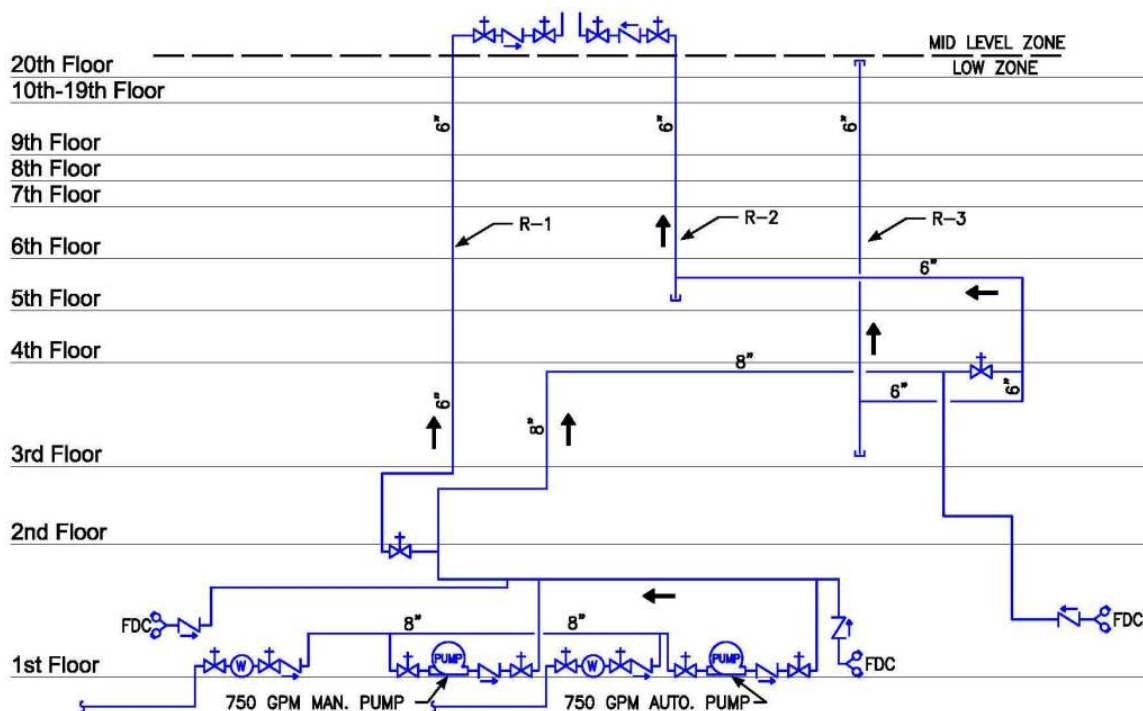 MID LEVEL ZONE
20th Floor
LOW ZONE
10th-19th Floor
6"
6"
6"
9th Floor
8th Floor
7th Floor
R-1
R-2
R-3
6th Floor
6"
5th Floor
4th Floor
8"
6"
6"
6"
8"
3rd Floor
2nd Floor
FDC
8"
8"
FDC
1st Floor
W
PUMP
W
PUMP
FDC
750 GPM MAN. PUMP
750 GPM AUTO. PUMP